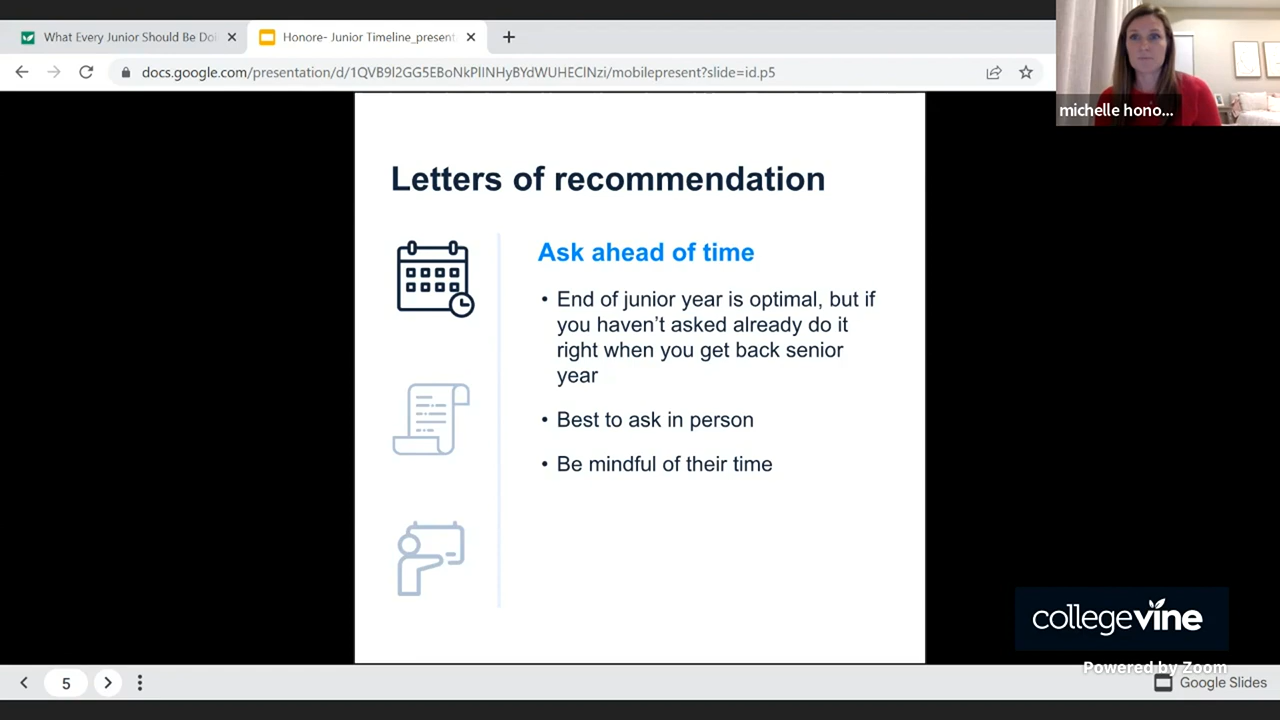 What Every Junior Should Be Doi
Honore- Junior Timeline_present
docs.google.com/presentation/d/1QVB9l2GG5EBoNkPlINHyBYdWUHEClNzi/mobilepresent?slide=id.p5
michelle hono...
Letters of recommendation
Ask ahead of time
• End of junior year is optimal, but if
you haven’t asked already do it
right when you get back senior
year
• Best to ask in person
• Be mindful of their time
collegevine
Powered by Zoom
5
Google Slides